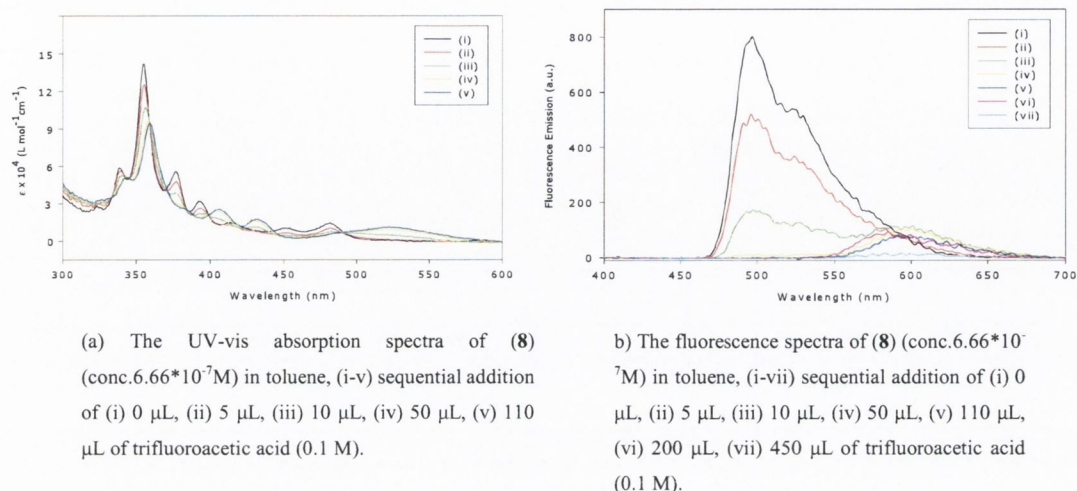 15
12
9
6
3
0
ε x 10⁴ (L mol⁻¹cm⁻¹)
300 350 400 450 500 550 600
Wavelength (nm)
(i)
(ii)
(iii)
(iv)
(v)
800
600
400
200
0
Fluorescence Emission (a.u.)
400 450 500 550 600 650 700
Wavelength (nm)
(i)
(ii)
(iii)
(iv)
(v)
(vi)
(vii)
(a) The UV-vis absorption spectra of (8)
(conc.6.66*10⁻⁷M) in toluene, (i-v) sequential addition
of (i) 0 μL, (ii) 5 μL, (iii) 10 μL, (iv) 50 μL, (v) 110
μL of trifluoroacetic acid (0.1 M).
b) The fluorescence spectra of (8) (conc.6.66*10⁻
⁷M) in toluene, (i-vii) sequential addition of (i) 0
μL, (ii) 5 μL, (iii) 10 μL, (iv) 50 μL, (v) 110 μL,
(vi) 200 μL, (vii) 450 μL of trifluoroacetic acid
(0.1 M).